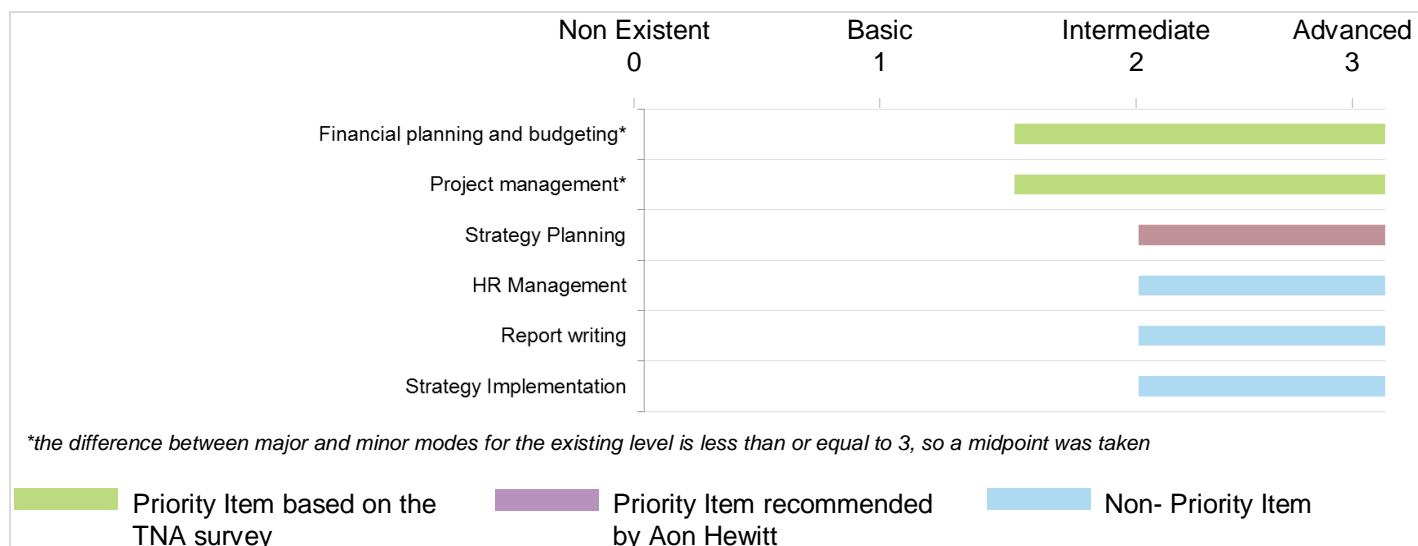 Non Existent Basic Intermediate Advanced
0 1 2 3
Financial planning and budgeting*
Project management*
Strategy Planning
HR Management
Report writing
Strategy Implementation
*the difference between major and minor modes for the existing level is less than or equal to 3, so a midpoint was taken
Priority Item based on the
TNA survey
Priority Item recommended
by Aon Hewitt
Non- Priority Item